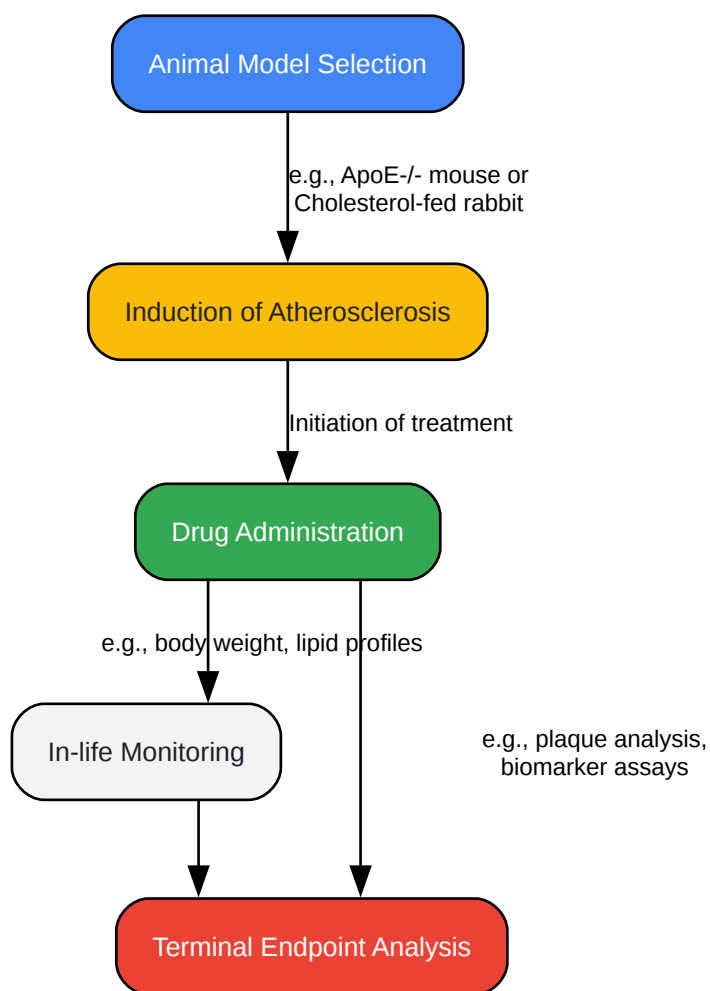 Animal Model Selection
e.g., ApoE-/- mouse or
Cholesterol-fed rabbit
Induction of Atherosclerosis
Initiation of treatment
Drug Administration
e.g., body weight, lipid profiles
In-life Monitoring
e.g., plaque analysis,
biomarker assays
Terminal Endpoint Analysis